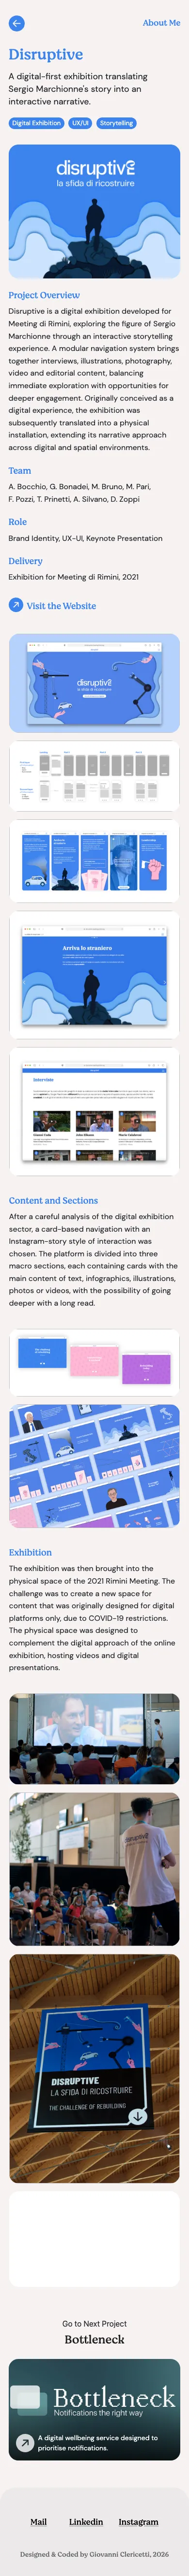 About Me
Disruptive
A digital-first exhibition translating
Sergio Marchionne's story into an
interactive narrative.
Digital Exhibition UX/UI Storytelling
disruptive
la sfida di ricostruire
Project Overview
Disruptive is a digital exhibition developed for
Meeting di Rimini, exploring the figure of Sergio
Marchionne through an interactive storytelling
experience. A modular navigation system brings
together interviews, illustrations, photography,
video and editorial content, balancing
immediate exploration with opportunities for
deeper engagement. Originally conceived as a
digital experience, the exhibition was
subsequently translated into a physical
installation, extending its narrative approach
across digital and spatial environments.
Team
A. Bocchio, G. Bonadei, M. Bruno, M. Pari,
F. Pozzi, T. Prinetti, A. Silvano, D. Zoppi
Role
Brand Identity, UX-UI, Keynote Presentation
Delivery
Exhibition for Meeting di Rimini, 2021
Visit the Website
disruptive
la sfida di ricostruire
Arriva lo straniero
Interviste
Content and Sections
After a careful analysis of the digital exhibition
sector, a card-based navigation with an
Instagram-story style of interaction was
chosen. The platform is divided into three
macro sections, each containing cards with the
main content of text, infographics, illustrations,
photos or videos, with the possibility of going
deeper with a long read.
Exhibition
The exhibition was then brought into the
physical space of the 2021 Rimini Meeting. The
challenge was to create a new space for
content that was originally designed for digital
platforms only, due to COVID-19 restrictions.
The physical space was designed to
complement the digital approach of the online
exhibition, hosting videos and digital
presentations.
disruptive
DISRUPTIVE
LA SFIDA DI RICOSTRUIRE
THE CHALLENGE OF REBUILDING
Go to Next Project
Bottleneck
Bottleneck
Notifications the right way
A digital wellbeing service designed to
prioritise notifications.
Mail Linkedin Instagram
Designed & Coded by Giovanni Clericetti, 2026